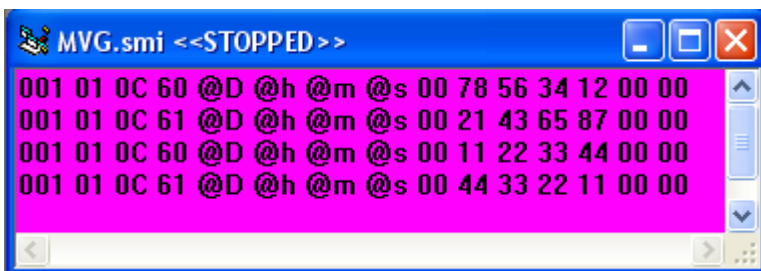 MVG.smi <<STOPPED>>
001 01 0C 60 @D @h @m @s 00 78 56 34 12 00 00
001 01 0C 61 @D @h @m @s 00 21 43 65 87 00 00
001 01 0C 60 @D @h @m @s 00 11 22 33 44 00 00
001 01 0C 61 @D @h @m @s 00 44 33 22 11 00 00